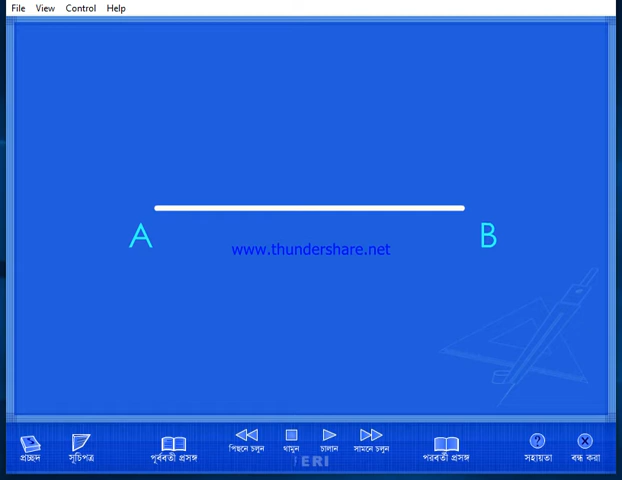 File View Control Help
A B
www.thundershare.net
প্রচ্ছদ সূচিপত্র পূর্ববর্তী প্রসঙ্গ পিছনে চলুন থামুন চালান সামনে চলুন পরবর্তী প্রসঙ্গ সহায়তা বন্ধ করা
ERI